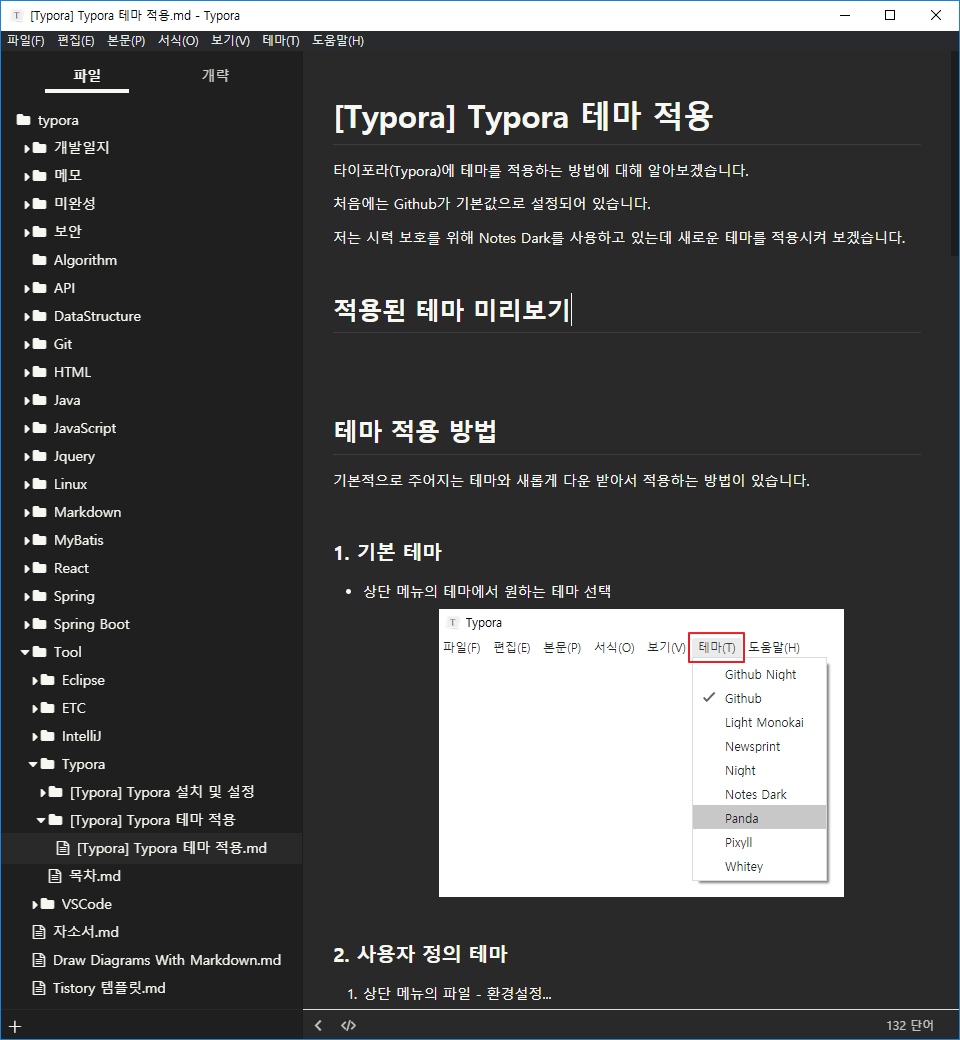 [Typora] Typora 테마 적용.md - Typora
파일(F) 편집(E) 본문(P) 서식(O) 보기(V) 테마(T) 도움말(H)
파일 개략
typora
개발일지
메모
미완성
보안
Algorithm
API
DataStructure
Git
HTML
Java
JavaScript
Jquery
Linux
Markdown
MyBatis
React
Spring
Spring Boot
Tool
Eclipse
ETC
IntelliJ
Typora
[Typora] Typora 설치 및 설정
[Typora] Typora 테마 적용
[Typora] Typora 테마 적용.md
목차.md
VSCode
자소서.md
Draw Diagrams With Markdown.md
Tistory 템플릿.md
[Typora] Typora 테마 적용
타이포라(Typora)에 테마를 적용하는 방법에 대해 알아보겠습니다.
처음에는 Github가 기본값으로 설정되어 있습니다.
저는 시력 보호를 위해 Notes Dark를 사용하고 있는데 새로운 테마를 적용시켜 보겠습니다.
적용된 테마 미리보기
테마 적용 방법
기본적으로 주어지는 테마와 새롭게 다운 받아서 적용하는 방법이 있습니다.
1. 기본 테마
• 상단 메뉴의 테마에서 원하는 테마 선택
T Typora
파일(F) 편집(E) 본문(P) 서식(O) 보기(V) 테마(T) 도움말(H)
Github Night
Github
Light Monokai
Newsprint
Night
Notes Dark
Panda
Pixyll
Whitey
2. 사용자 정의 테마
1. 상단 메뉴의 파일 - 환경설정...
132 단어